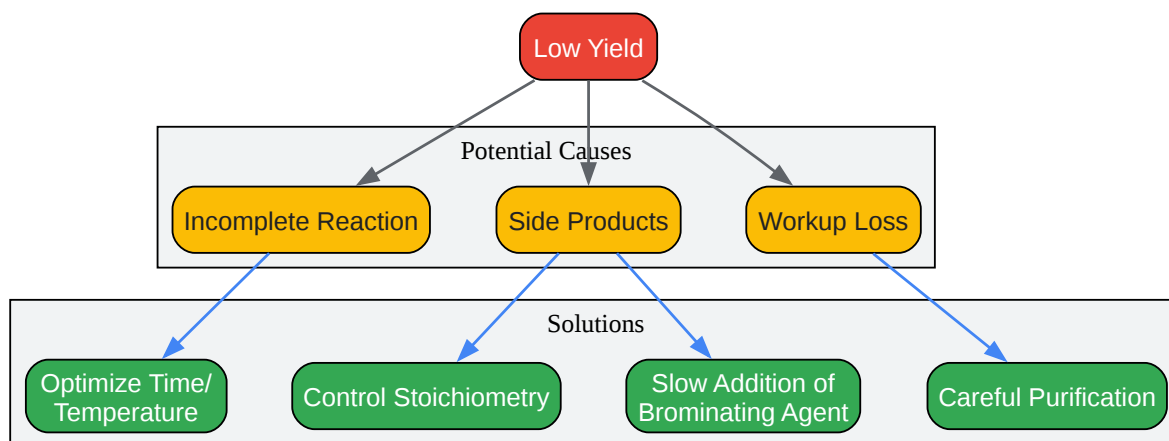 Low Yield
Potential Causes
Incomplete Reaction
Side Products
Workup Loss
Solutions
Optimize Time/
Temperature
Control Stoichiometry
Slow Addition of
Brominating Agent
Careful Purification